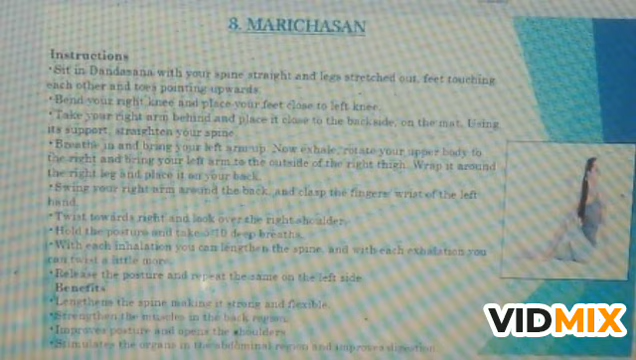 8. MARICHASAN
Instructions
•Sit in Dandasana with your spine straight and legs stretched out, feet touching
each other and toes pointing upwards.
•Bend your right knee and place your feet close to left knee.
•Take your right arm behind and place it close to the backside, on the mat. Using
its support, straighten your spine.
•Breathe in and bring your left arm up. Now exhale, rotate your upper body to
the right and bring your left arm to the outside of the right thigh. Wrap it around
the right leg and place it on your back.
•Swing your right arm around the back, and clasp the fingers/ wrist of the left
hand.
•Twist towards right and look over the right shoulder.
•Hold the posture and take 5-10 deep breaths.
•With each inhalation you can lengthen the spine, and with each exhalation you
can twist a little more.
•Release the posture and repeat the same on the left side
Benefits
•Lengthens the spine making it strong and flexible.
•Strengthen the muscles in the back region.
•Improves posture and opens the shoulders
•Stimulates the organs in the abdominal region and improves digestion.
VIDMIX